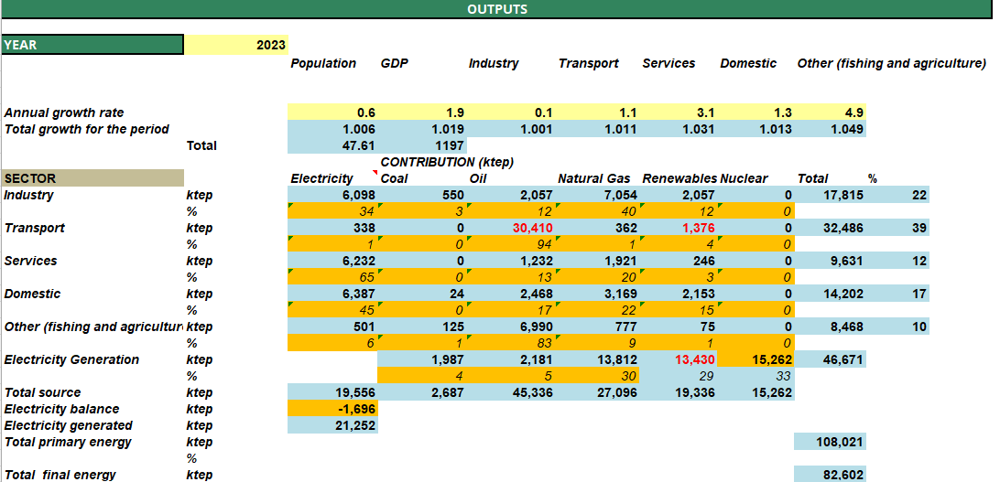 OUTPUTS
YEAR 2023
Population GDP Industry Transport Services Domestic Other (fishing and agriculture)
Annual growth rate 0.6 1.9 0.1 1.1 3.1 1.3 4.9
Total growth for the period 1.006 1.019 1.001 1.011 1.031 1.013 1.049
Total 47.61 1197
CONTRIBUTION (ktep)
SECTOR Electricity Coal Oil Natural Gas Renewables Nuclear Total %
Industry ktep 6,098 550 2,057 7,054 2,057 0 17,815 22
% 34 3 12 40 12 0
Transport ktep 338 0 30,410 362 1,376 0 32,486 39
% 1 0 94 1 4 0
Services ktep 6,232 0 1,232 1,921 246 0 9,631 12
% 65 0 13 20 3 0
Domestic ktep 6,387 24 2,468 3,169 2,153 0 14,202 17
% 45 0 17 22 15 0
Other (fishing and agricultur ktep 501 125 6,990 777 75 0 8,468 10
% 6 1 83 9 1 0
Electricity Generation ktep 1,987 2,181 13,812 13,430 15,262 46,671
% 4 5 30 29 33
Total source ktep 19,556 2,687 45,336 27,096 19,336 15,262
Electricity balance ktep -1,696
Electricity generated ktep 21,252
Total primary energy ktep 108,021
%
Total final energy ktep 82,602